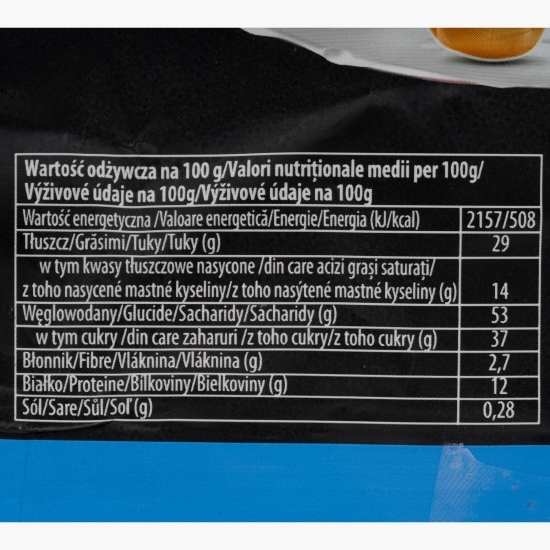 Wartość odżywcza na 100 g/Valori nutriționale medii per 100g/
Výživové údaje na 100g/Výživové údaje na 100g
Wartość energetyczna /Valoare energetică/Energie/Energia (kJ/kcal) 2157/508
Tłuszcz/Grăsimi/Tuky/Tuky (g) 29
w tym kwasy tłuszczowe nasycone /din care acizi grași saturați/
z toho nasycené mastné kyseliny/z toho nasýtené mastné kyseliny (g) 14
Węglowodany/Glucide/Sacharidy/Sacharidy (g) 53
w tym cukry /din care zaharuri /z toho cukry/z toho cukry (g) 37
Błonnik/Fibre/Vláknina/Vláknina (g) 2,7
Białko/Proteine/Bílkoviny/Bielkoviny (g) 12
Sól/Sare/Sůl/Soľ (g) 0,28